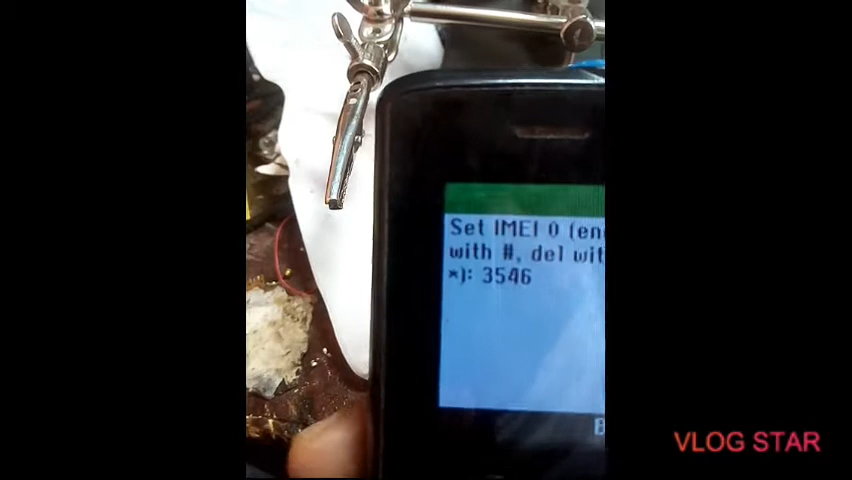 Set IMEI 0 (en
with #, del wit
*): 3546
VLOG STAR